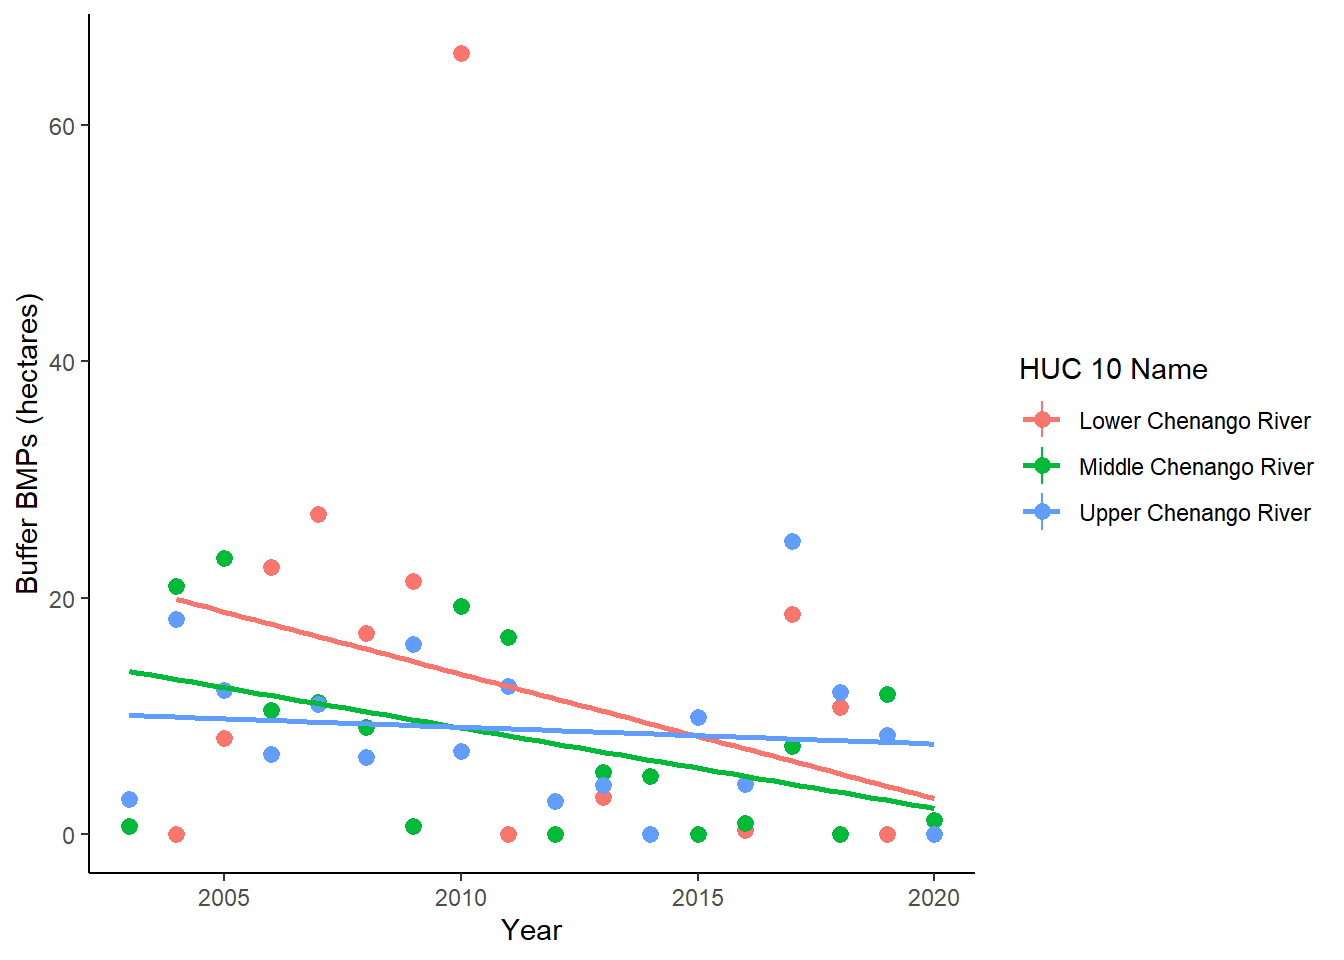 60
40
20
0
Buffer BMPs (hectares)
2005 2010 2015 2020
Year
HUC 10 Name
Lower Chenango River
Middle Chenango River
Upper Chenango River